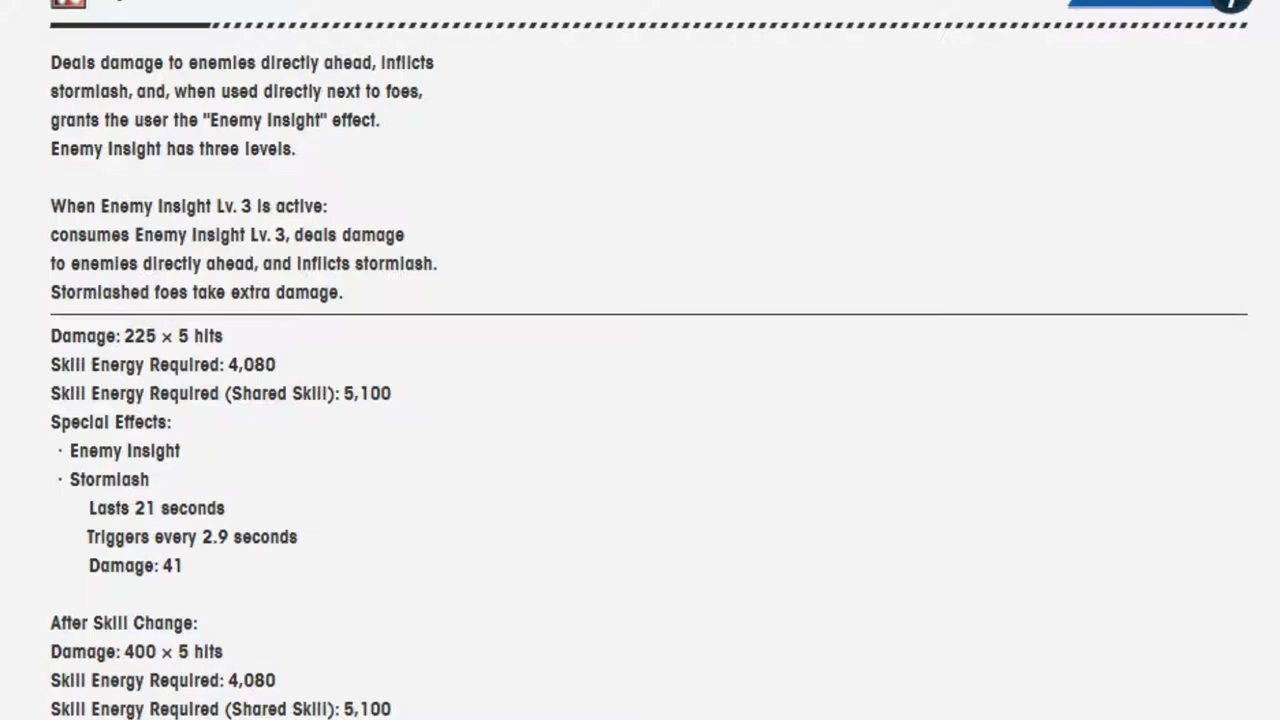 Deals damage to enemies directly ahead, inflicts
stormlash, and, when used directly next to foes,
grants the user the "Enemy Insight" effect.
Enemy Insight has three levels.
When Enemy Insight Lv. 3 is active:
consumes Enemy Insight Lv. 3, deals damage
to enemies directly ahead, and inflicts stormlash.
Stormlashed foes take extra damage.
Damage: 225 × 5 hits
Skill Energy Required: 4,080
Skill Energy Required (Shared Skill): 5,100
Special Effects:
· Enemy Insight
· Stormlash
Lasts 21 seconds
Triggers every 2.9 seconds
Damage: 41
After Skill Change:
Damage: 400 × 5 hits
Skill Energy Required: 4,080
Skill Energy Required (Shared Skill): 5,100